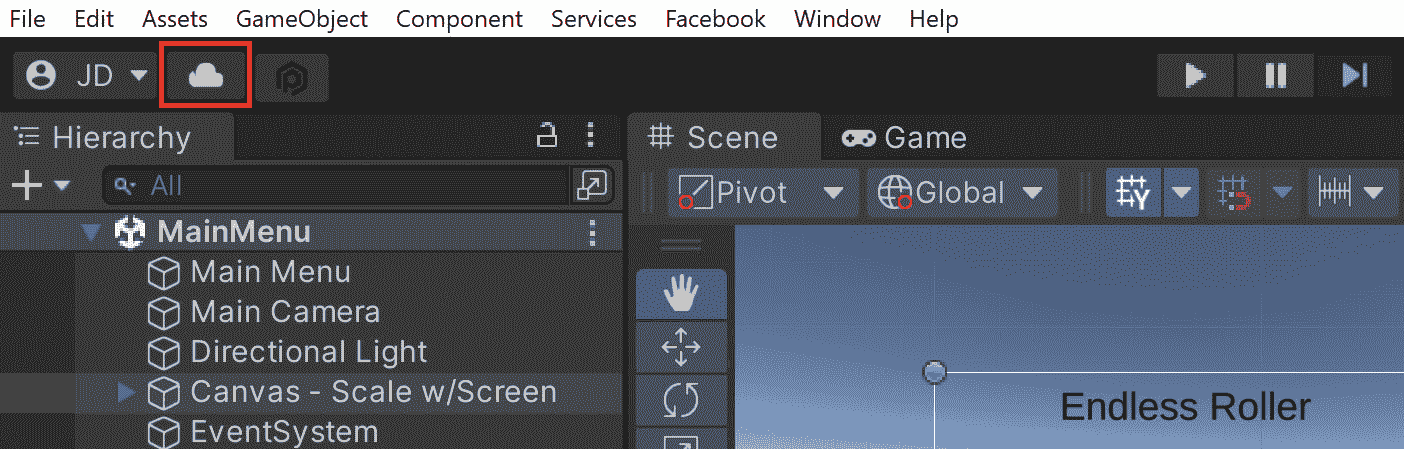 File Edit Assets GameObject Component Services Facebook Window Help
JD
Hierarchy Scene Game
All Pivot Global Y
MainMenu
Main Menu
Main Camera
Directional Light
Canvas - Scale w/Screen
Endless Roller
EventSystem